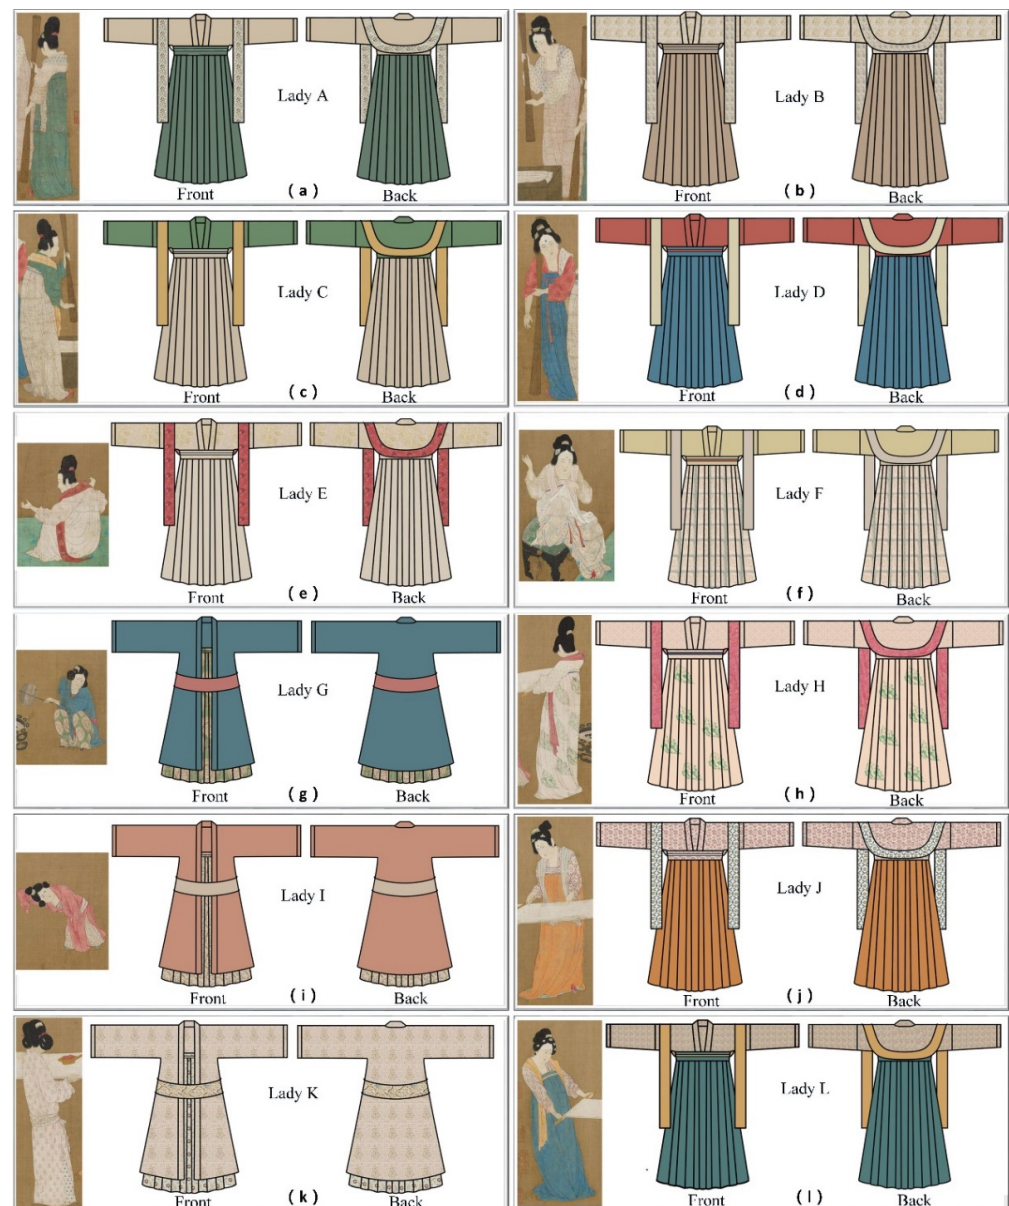 Lady A
Front (a) Back
Lady B
Front (b) Back
Lady C
Front (c) Back
Lady D
Front (d) Back
Lady E
Front (e) Back
Lady F
Front (f) Back
Lady G
Front (g) Back
Lady H
Front (h) Back
Lady I
Front (i) Back
Lady J
Front (j) Back
Lady K
Front (k) Back
Lady L
Front (l) Back